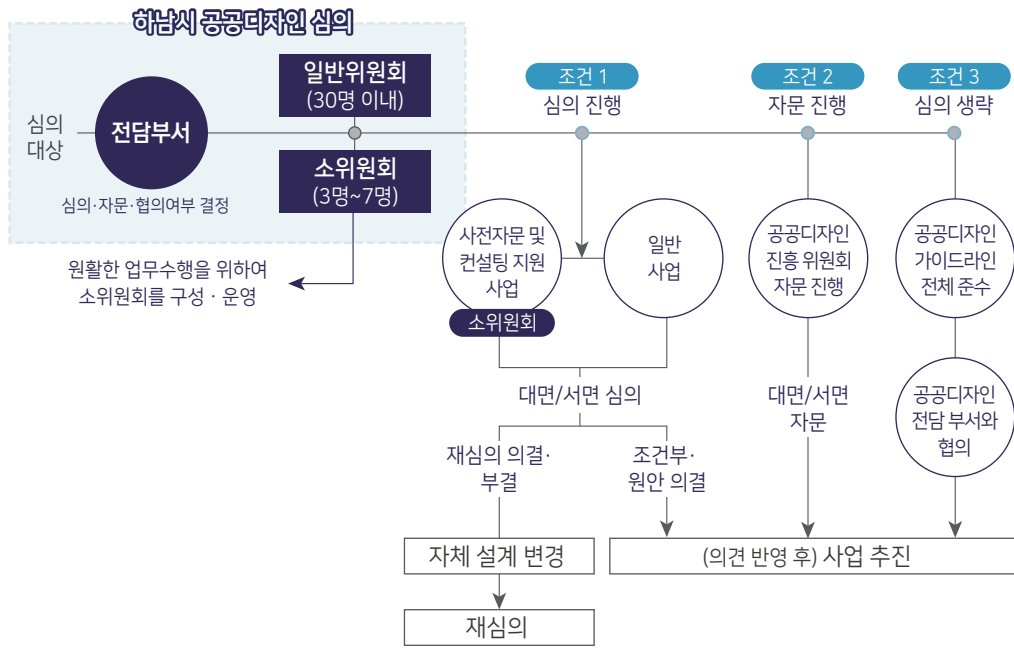 하남시 공공디자인 심의
심의
대상
전담부서
심의·자문·협의여부 결정
일반위원회
(30명 이내)
소위원회
(3명~7명)
원활한 업무수행을 위하여
소위원회를 구성 · 운영
조건 1
심의 진행
조건 2
자문 진행
조건 3
심의 생략
사전자문 및
컨설팅 지원
사업
소위원회
일반
사업
공공디자인
진흥 위원회
자문 진행
공공디자인
가이드라인
전체 준수
대면/서면 심의
대면/서면
자문
공공디자인
전담 부서와
협의
재심의 의결·
부결
조건부·
원안 의결
자체 설계 변경
(의견 반영 후) 사업 추진
재심의